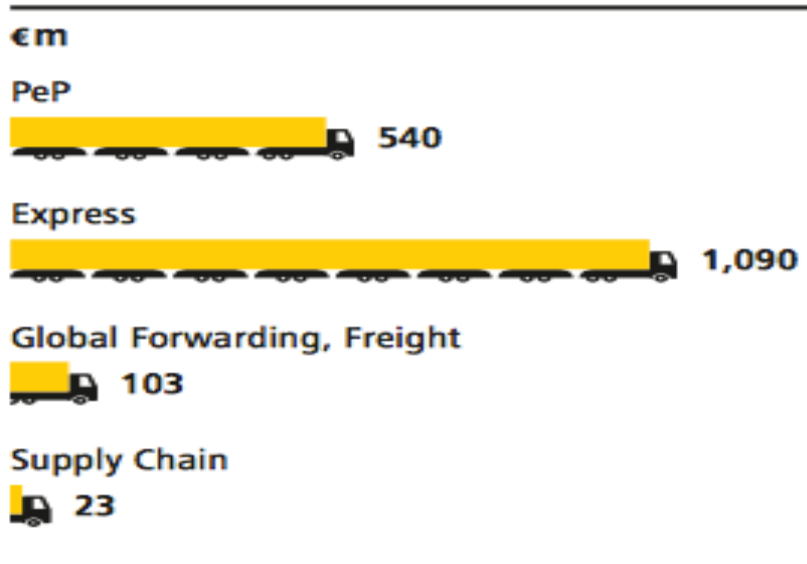 €m
PeP
540
Express
1,090
Global Forwarding, Freight
103
Supply Chain
23